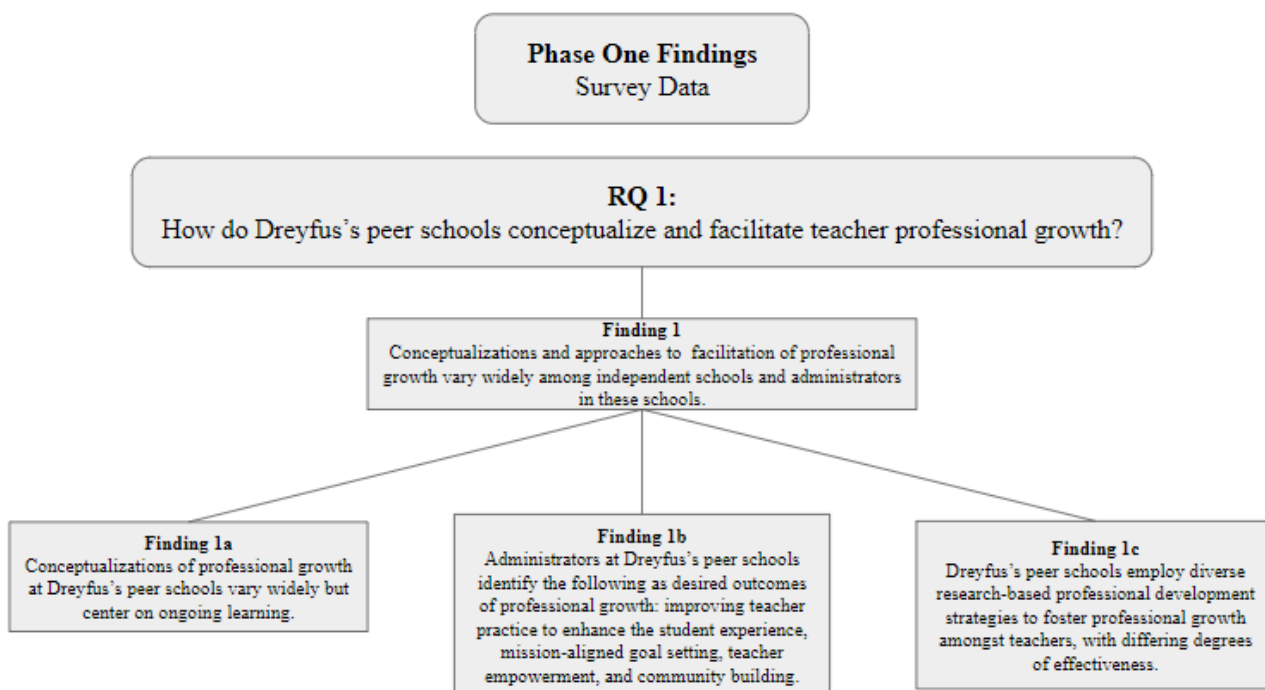 Phase One Findings
Survey Data
RQ 1:
How do Dreyfus's peer schools conceptualize and facilitate teacher professional growth?
Finding 1
Conceptualizations and approaches to facilitation of professional
growth vary widely among independent schools and administrators
in these schools.
Finding 1a
Conceptualizations of professional growth
at Dreyfus's peer schools vary widely but
center on ongoing learning.
Finding 1b
Administrators at Dreyfus's peer schools
identify the following as desired outcomes
of professional growth: improving teacher
practice to enhance the student experience,
mission-aligned goal setting, teacher
empowerment, and community building.
Finding 1c
Dreyfus's peer schools employ diverse
research-based professional development
strategies to foster professional growth
amongst teachers, with differing degrees
of effectiveness.